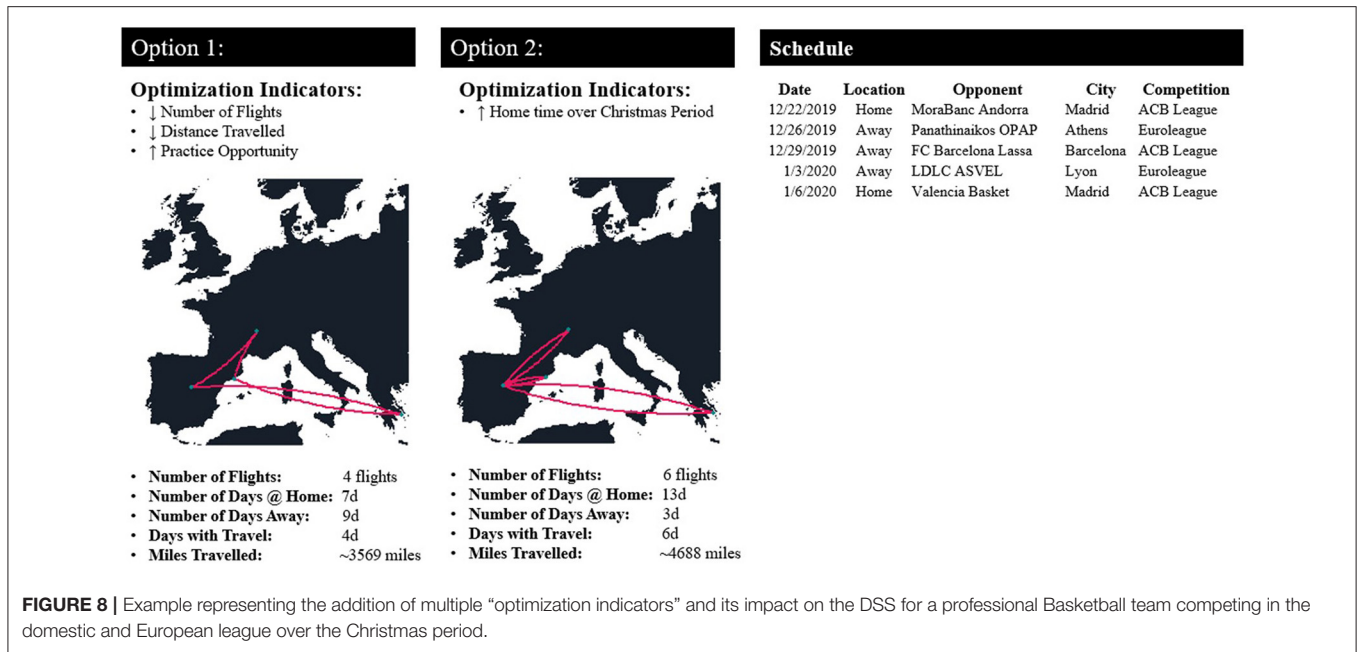 Option 1:
Optimization Indicators:
• ↓ Number of Flights
• ↓ Distance Travelled
• ↑ Practice Opportunity
• Number of Flights: 4 flights
• Number of Days @ Home: 7d
• Number of Days Away: 9d
• Days with Travel: 4d
• Miles Travelled: ~3569 miles
Option 2:
Optimization Indicators:
• ↑ Home time over Christmas Period
• Number of Flights: 6 flights
• Number of Days @ Home: 13d
• Number of Days Away: 3d
• Days with Travel: 6d
• Miles Travelled: ~4688 miles
Schedule
Date Location Opponent City Competition
12/22/2019 Home MoraBanc Andorra Madrid ACB League
12/26/2019 Away Panathinaikos OPAP Athens Euroleague
12/29/2019 Away FC Barcelona Lassa Barcelona ACB League
1/3/2020 Away LDLC ASVEL Lyon Euroleague
1/6/2020 Home Valencia Basket Madrid ACB League
FIGURE 8 | Example representing the addition of multiple “optimization indicators” and its impact on the DSS for a professional Basketball team competing in the
domestic and European league over the Christmas period.